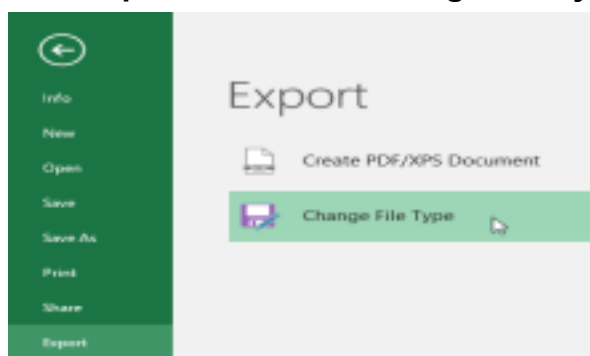 Info
New
Open
Save
Save As
Print
Share
Export
Export
Create PDF/XPS Document
Change File Type